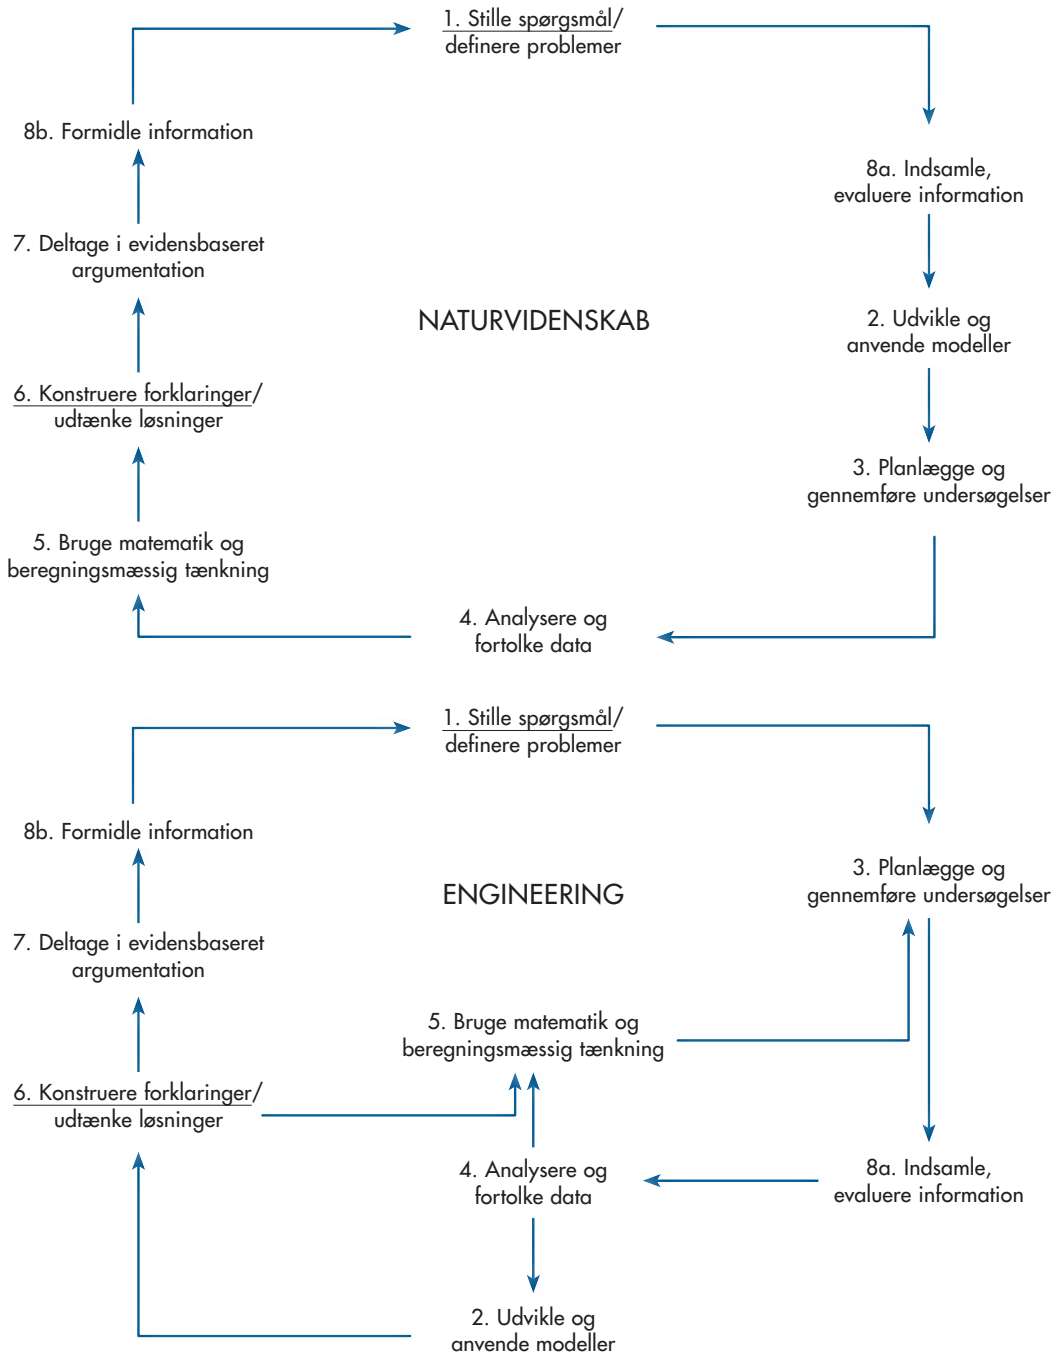 1. Stille spørgsmål/
definere problemer
8b. Formidle information
8a. Indsamle,
evaluere information
7. Deltage i evidensbaseret
argumentation
NATURVIDENSKAB
2. Udvikle og
anvende modeller
6. Konstruere forklaringer/
udtænke løsninger
3. Planlægge og
gennemføre undersøgelser
5. Bruge matematik og
beregningsmæssig tænkning
4. Analysere og
fortolke data
1. Stille spørgsmål/
definere problemer
8b. Formidle information
3. Planlægge og
gennemføre undersøgelser
ENGINEERING
7. Deltage i evidensbaseret
argumentation
5. Bruge matematik og
beregningsmæssig tænkning
6. Konstruere forklaringer/
udtænke løsninger
4. Analysere og
fortolke data
8a. Indsamle,
evaluere information
2. Udvikle og
anvende modeller